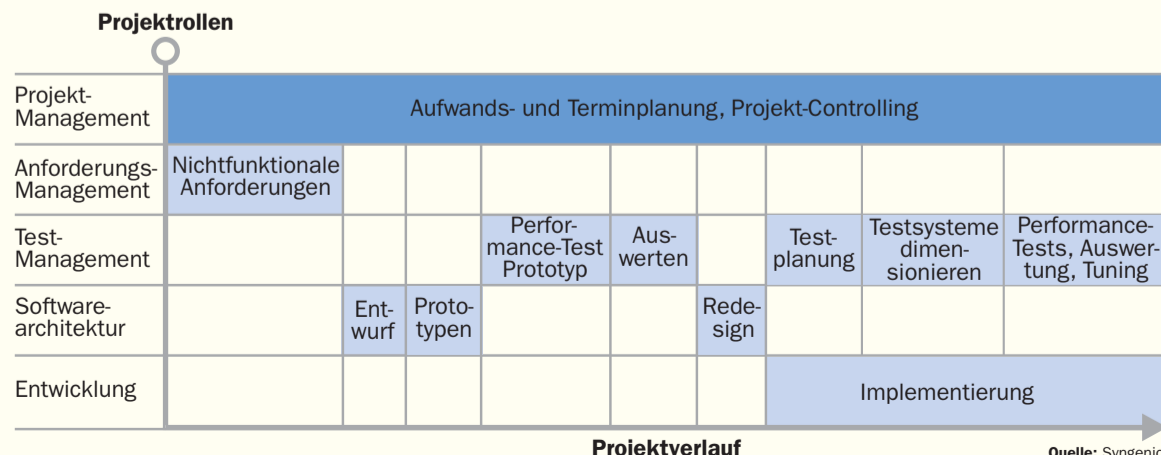 Projektrollen
Projekt-
Management
Aufwands- und Terminplanung, Projekt-Controlling
Anforderungs-
Management
Nichtfunktionale
Anforderungen
Test-
Management
Perfor-
mance-Test
Prototyp
Aus-
werten
Test-
planung
Testsysteme
dimen-
sionieren
Performance-
Tests, Auswer-
tung, Tuning
Software-
architektur
Ent-
wurf
Proto-
typen
Rede-
sign
Entwicklung
Implementierung
Projektverlauf
Quelle: Syngenio